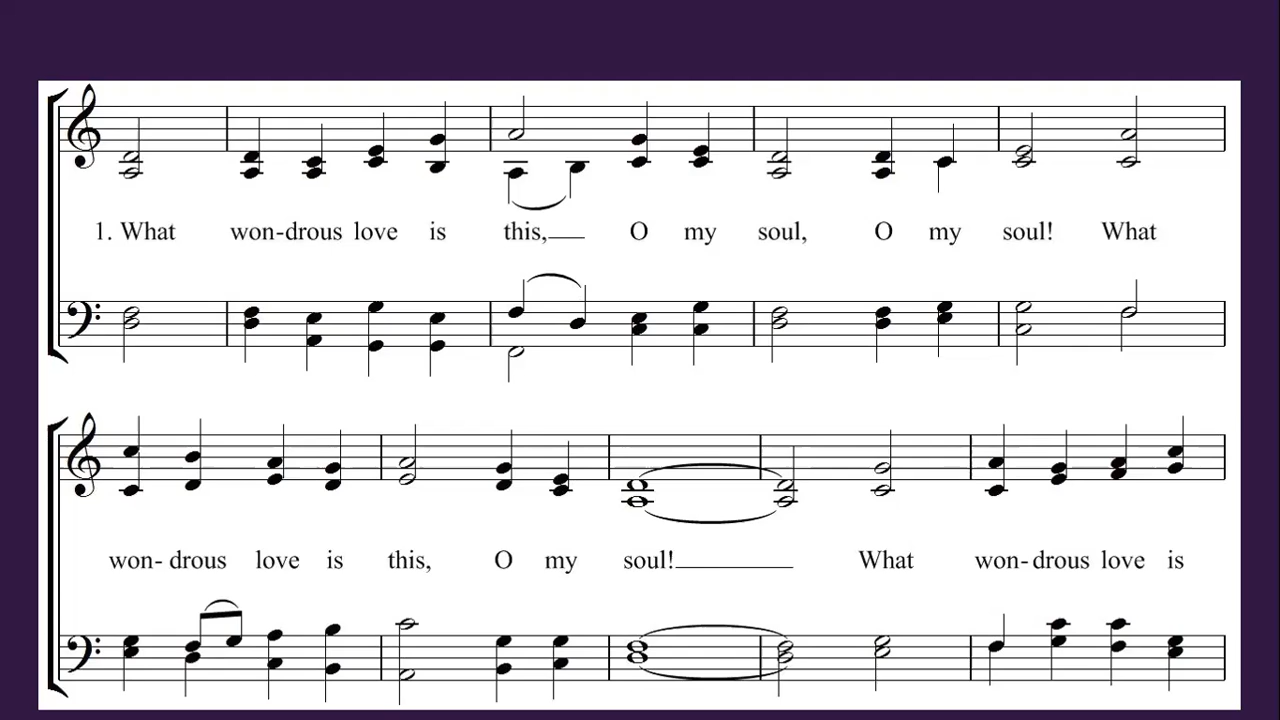 1. What won-drous love is this, O my soul, O my soul! What
won- drous love is this, O my soul! What won-drous love is